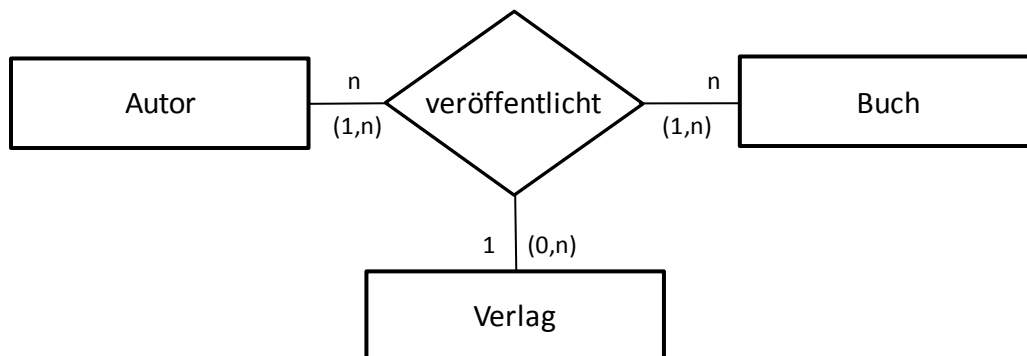 Autor
n
(1,n)
veröffentlicht
n
(1,n)
Buch
1
(0,n)
Verlag